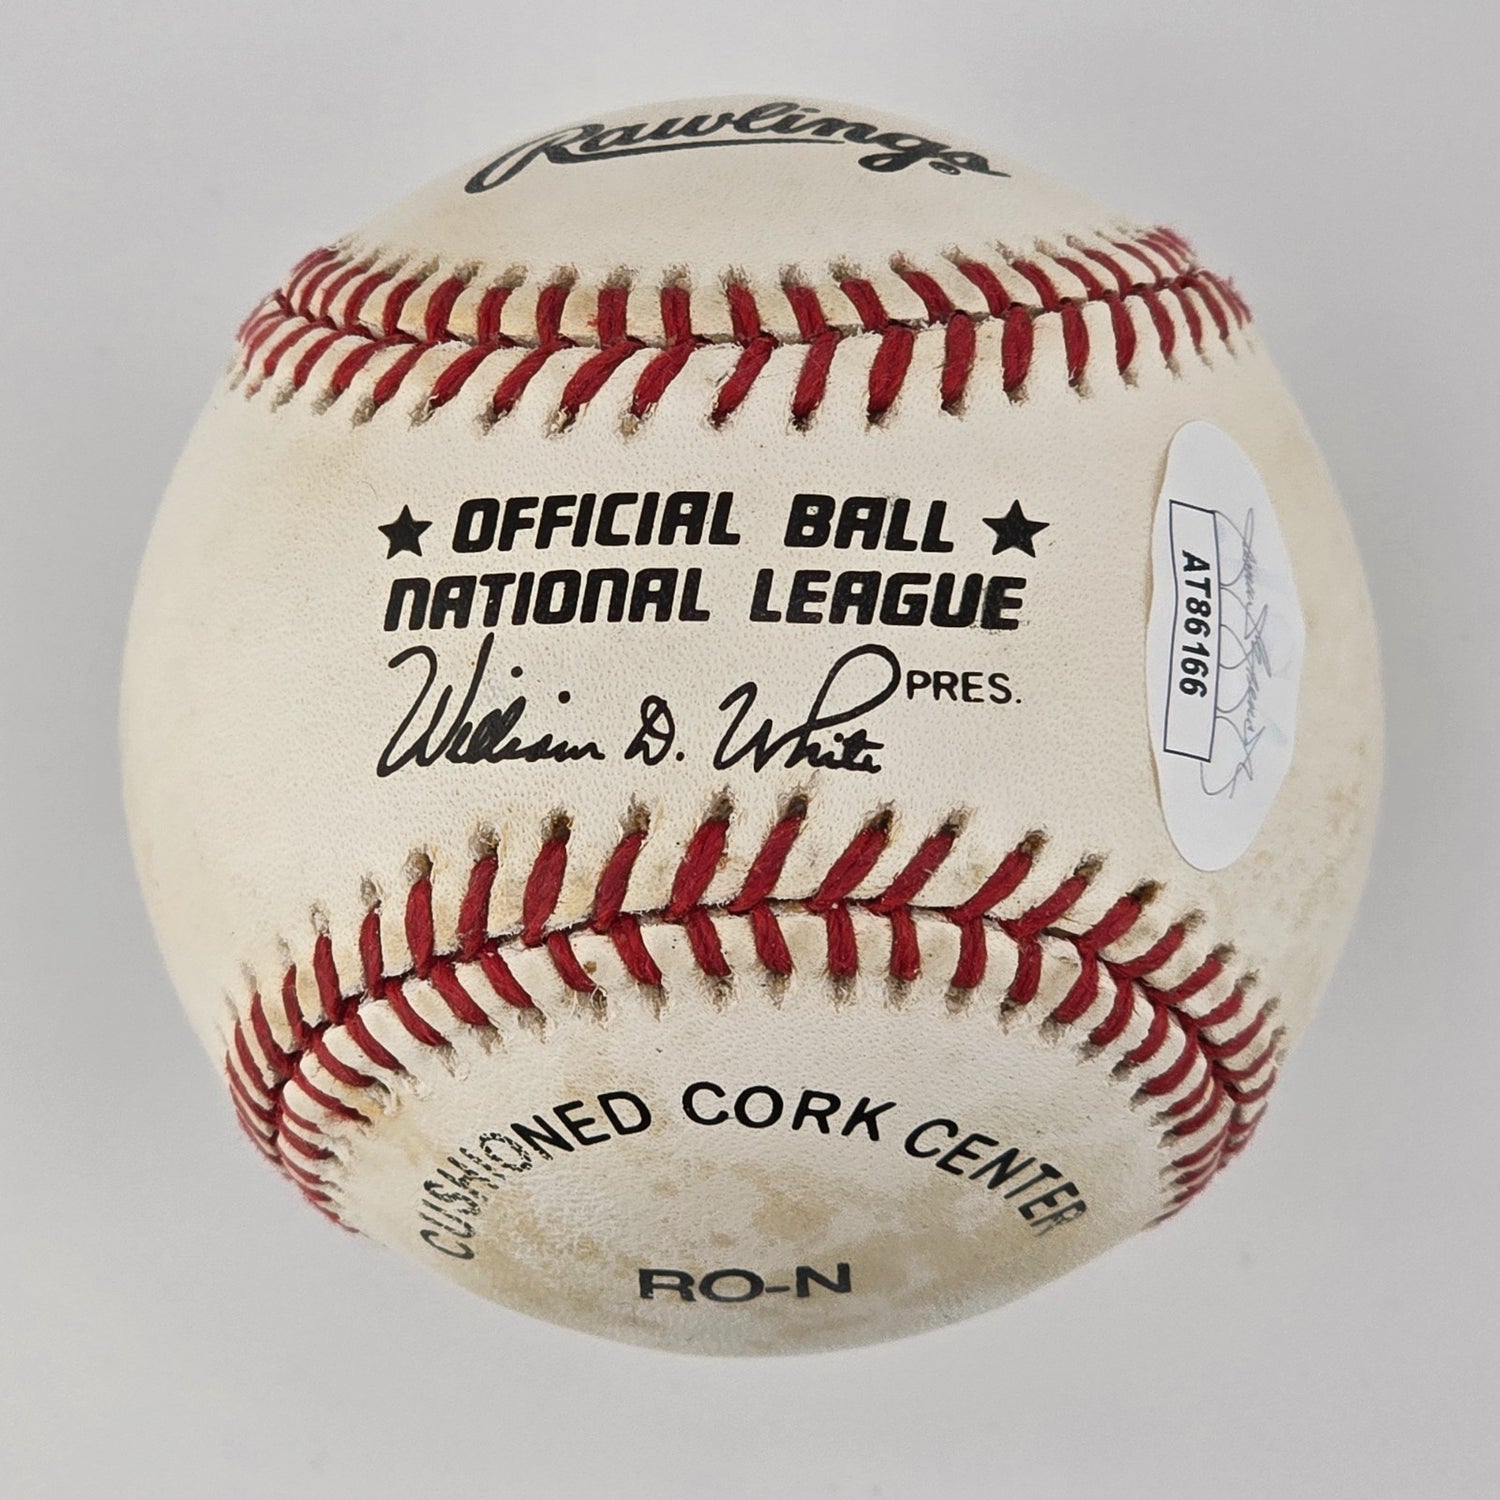 Rawlings®
★ OFFICIAL BALL ★
NATIONAL LEAGUE
William D. White PRES.
AT86166
CUSHIONED CORK CENTER
RO-N